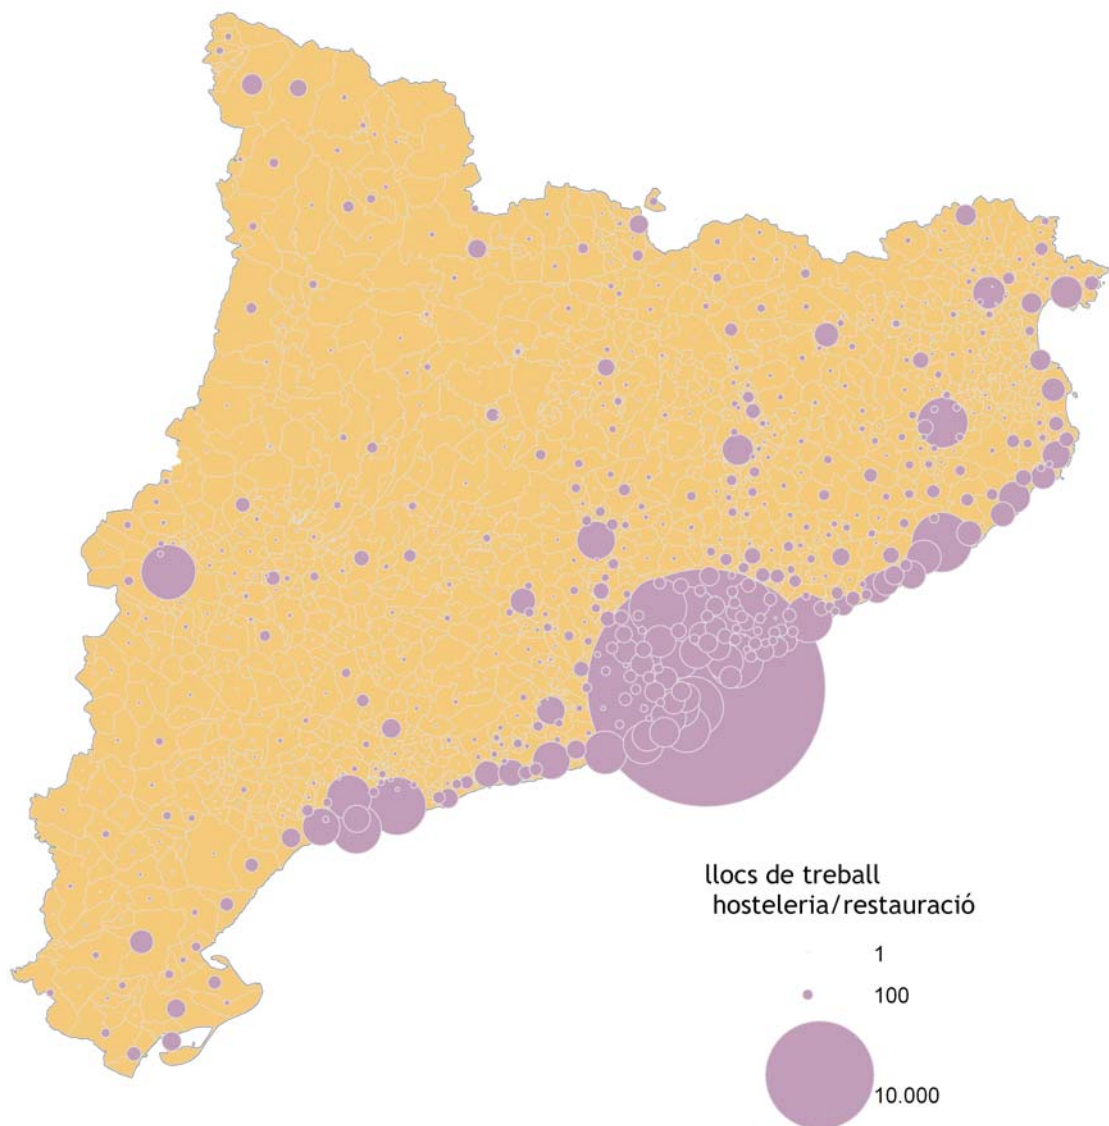 llocs de treball
hosteleria/restauració
1
100
10.000